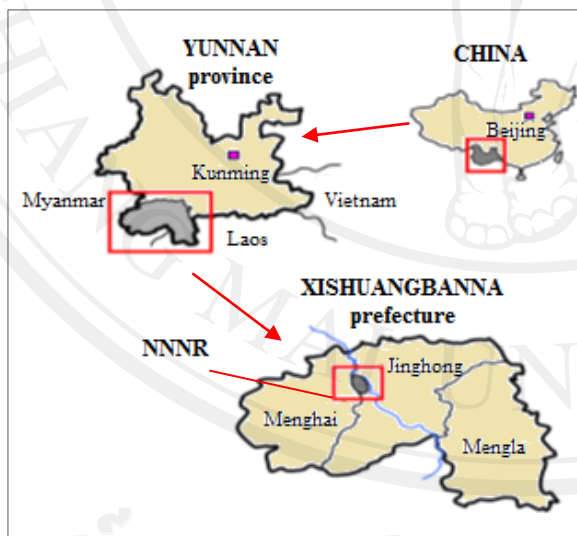 YUNNAN
province
CHINA
Beijing
Kunming
Myanmar
Vietnam
Laos
XISHUANGBANNA
prefecture
NNNR
Jinghong
Menghai
Mengla